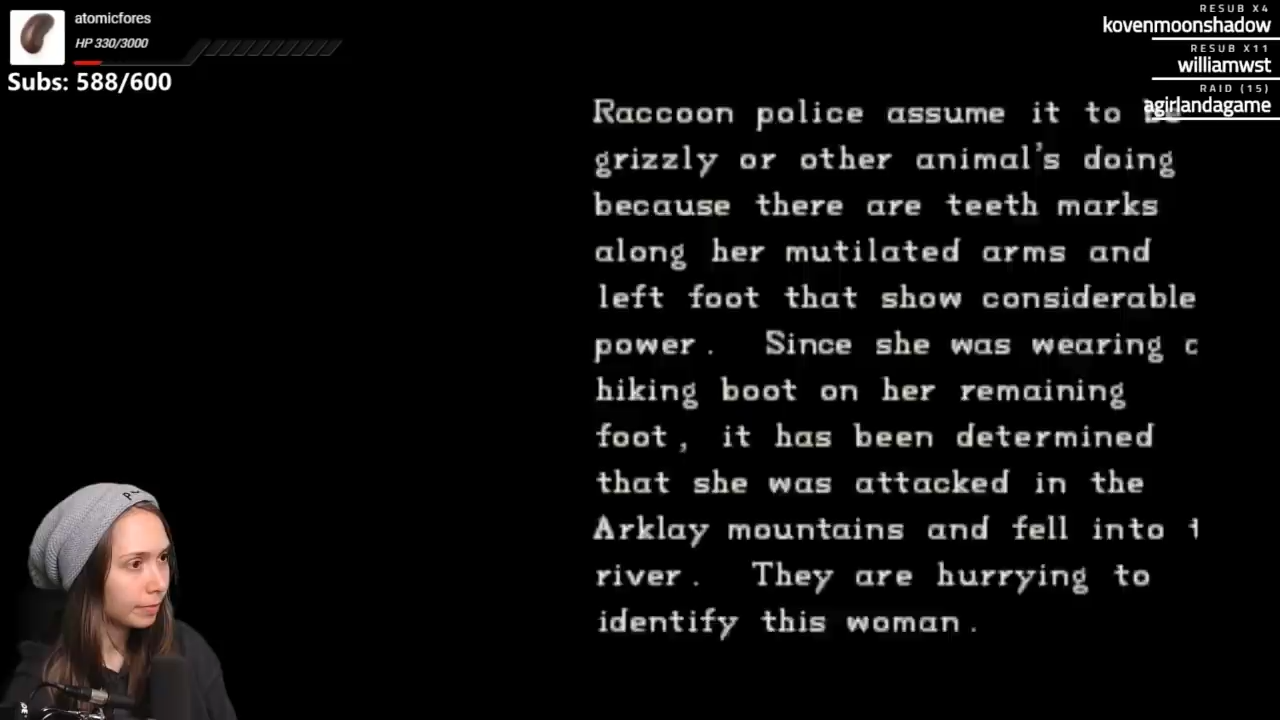 atomicfores
HP 330/3000
Subs: 588/600
RESUB X4
kovenmoonshadow
RESUB X11
williamwst
RAID (15)
agirlandagame
Raccoon police assume it to
grizzly or other animal's doing
because there are teeth marks
along her mutilated arms and
left foot that show considerable
power. Since she was wearing
hiking boot on her remaining
foot, it has been determined
that she was attacked in the
Arklay mountains and fell into
river. They are hurrying to
identify this woman.